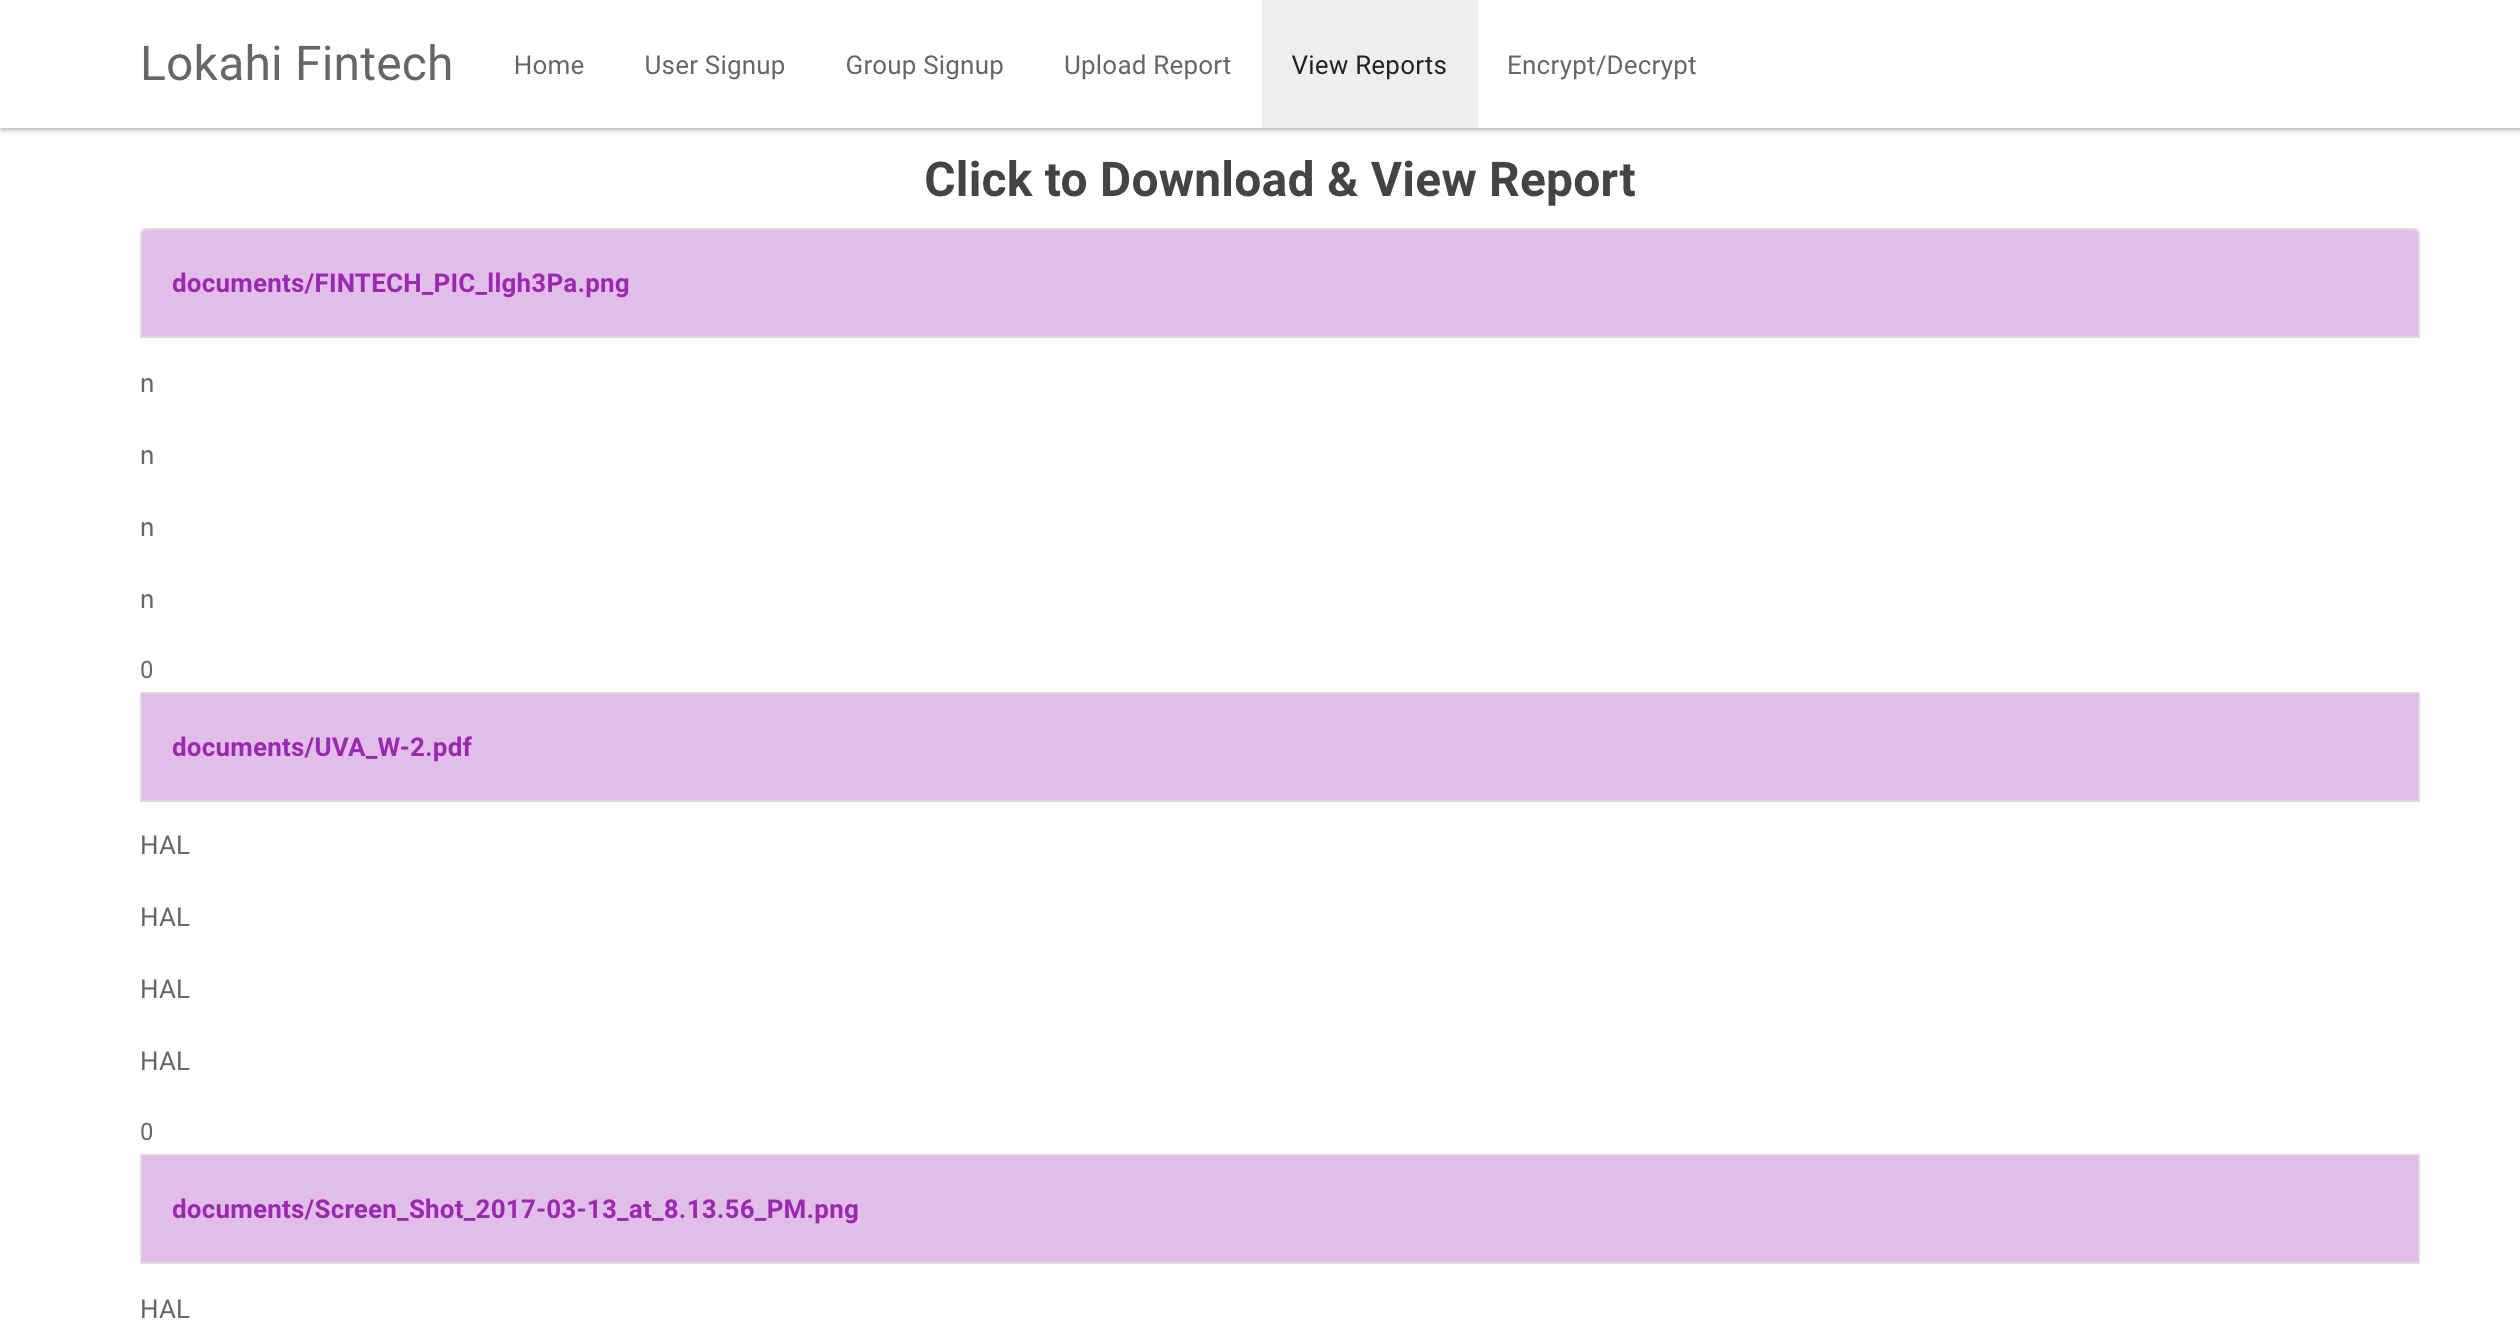 Lokahi Fintech Home User Signup Group Signup Upload Report View Reports Encrypt/Decrypt
Click to Download & View Report
documents/FINTECH_PIC_llgh3Pa.png
n
n
n
n
0
documents/UVA_W-2.pdf
HAL
HAL
HAL
HAL
0
documents/Screen_Shot_2017-03-13_at_8.13.56_PM.png
HAL